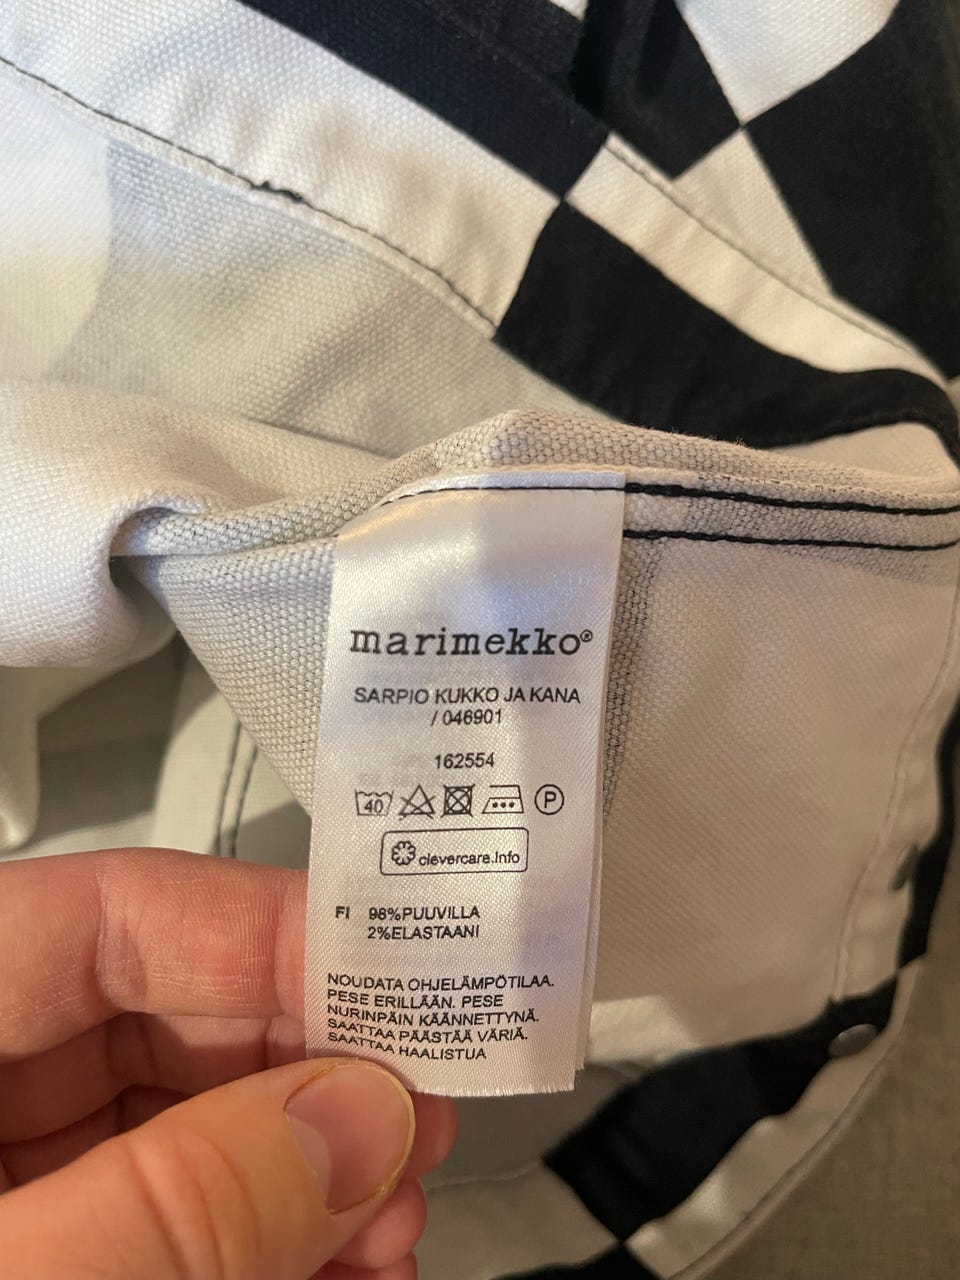 marimekko®
SARPIO KUKKO JA KANA
/ 046901
162554
40 P
clevercare.info
FI 98%PUUVILLA
2%ELASTAANI
NOUDATA OHJELÄMPÖTILAA.
PESE ERILLÄÄN. PESE
NURINPÄIN KÄÄNNETTYNÄ.
SAATTAA PÄÄSTÄÄ VÄRIÄ.
SAATTAA HAALISTUA